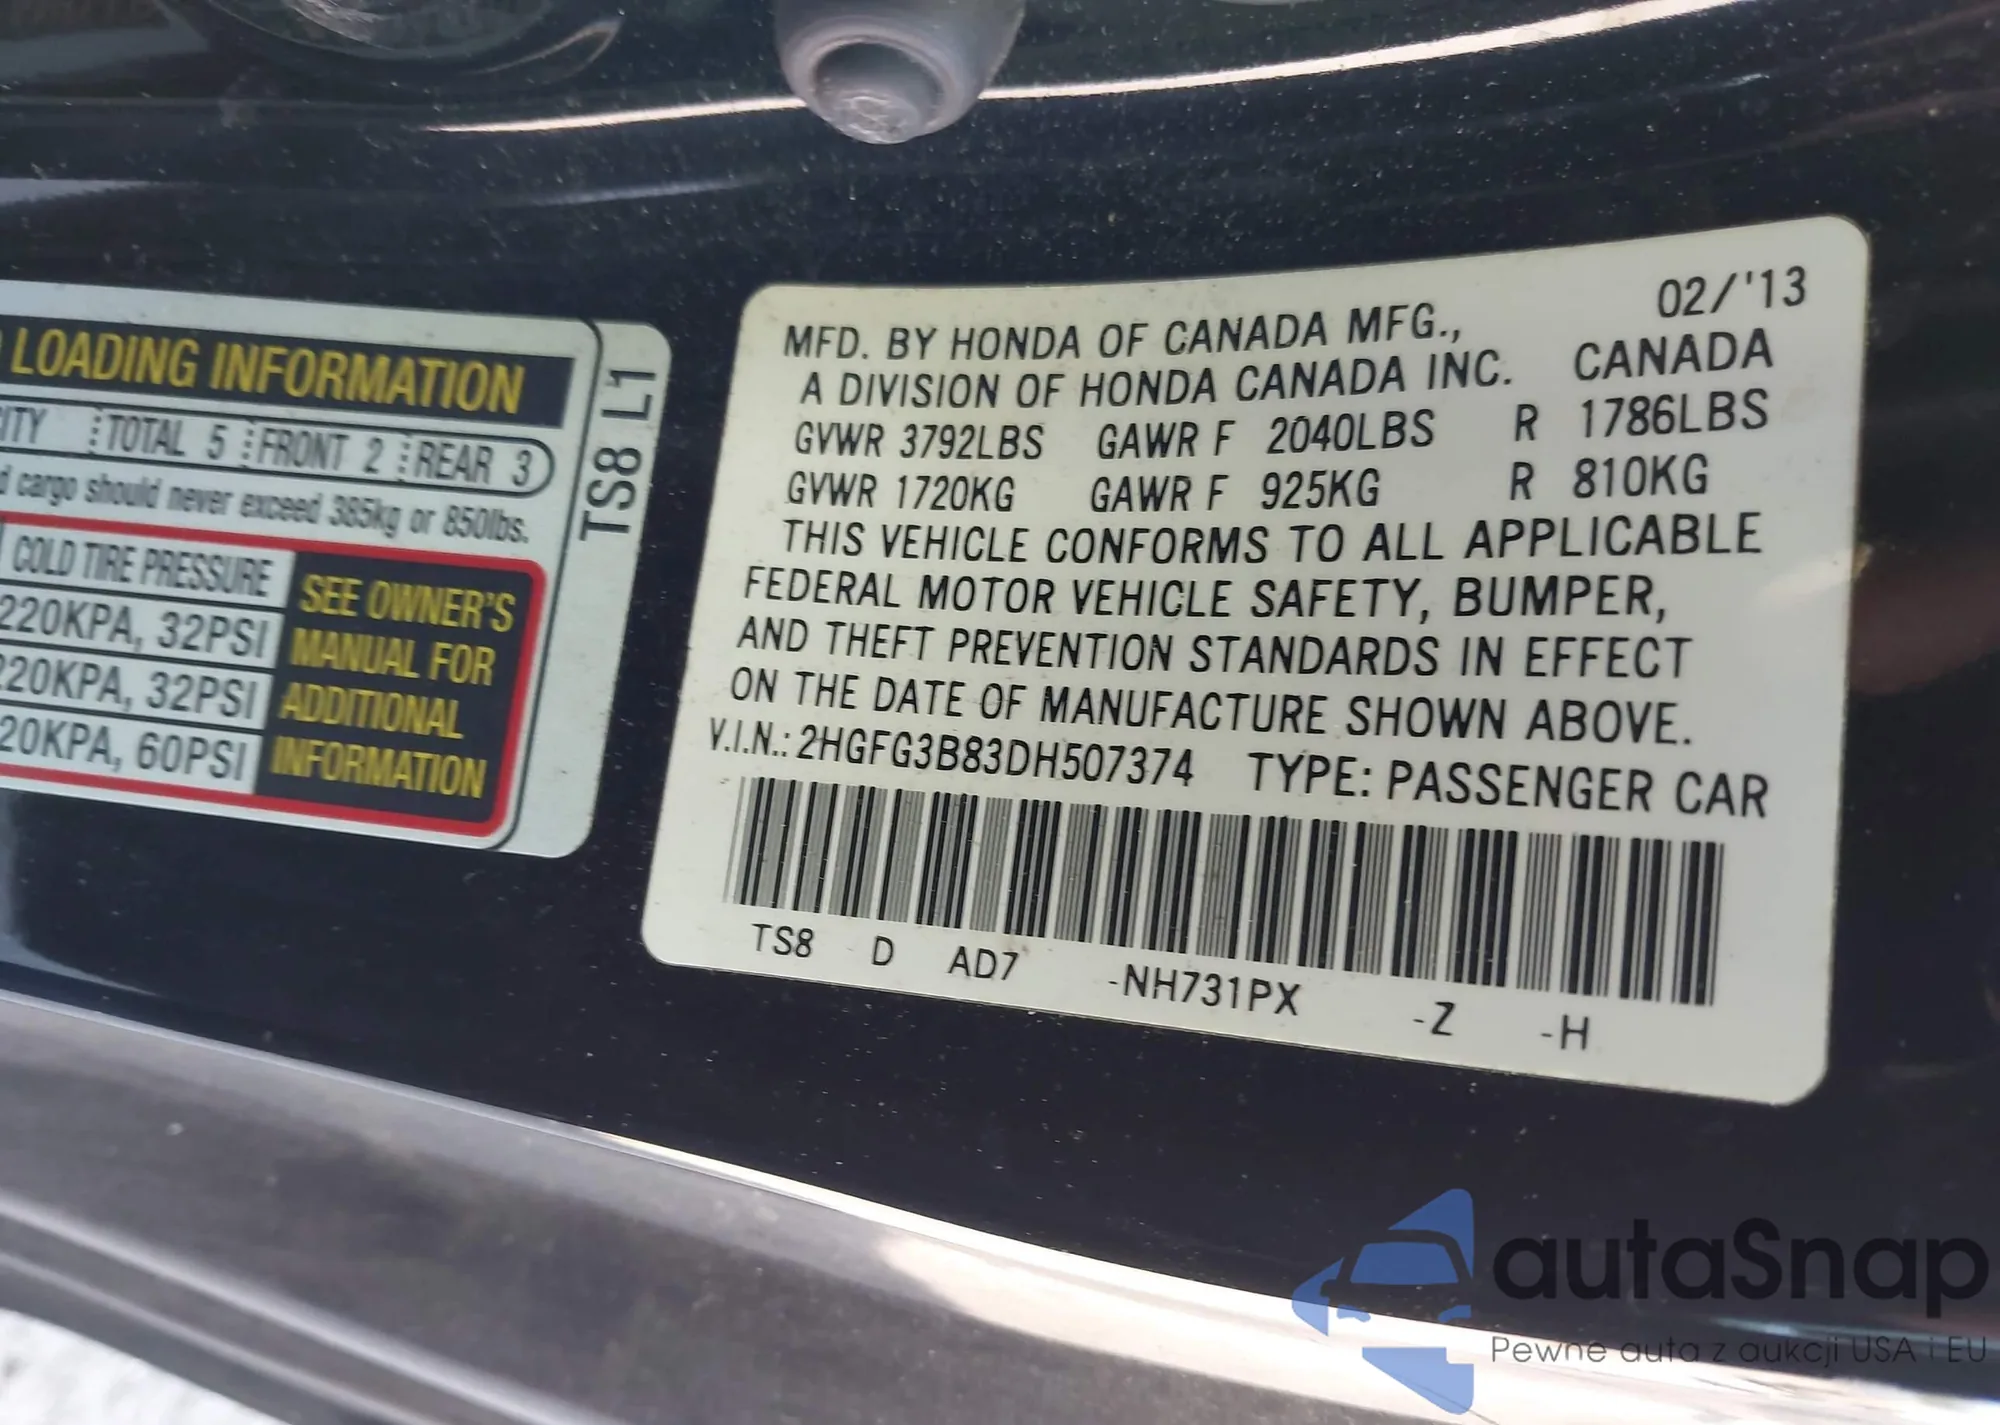 LOADING INFORMATION
TOTAL 5 FRONT 2 REAR 3
cargo should never exceed 385kg or 850lbs.
COLD TIRE PRESSURE
220KPA, 32PSI
220KPA, 32PSI
20KPA, 60PSI
SEE OWNER'S
MANUAL FOR
ADDITIONAL
INFORMATION
TS8 L1
02/'13
MFD. BY HONDA OF CANADA MFG.,
A DIVISION OF HONDA CANADA INC. CANADA
GVWR 3792LBS GAWR F 2040LBS R 1786LBS
GVWR 1720KG GAWR F 925KG R 810KG
THIS VEHICLE CONFORMS TO ALL APPLICABLE
FEDERAL MOTOR VEHICLE SAFETY, BUMPER,
AND THEFT PREVENTION STANDARDS IN EFFECT
ON THE DATE OF MANUFACTURE SHOWN ABOVE.
V.I.N.: 2HGFG3B83DH507374 TYPE: PASSENGER CAR
TS8 D AD7 -NH731PX -Z -H
autaSnap
Pewne auta z aukcji USA i EU